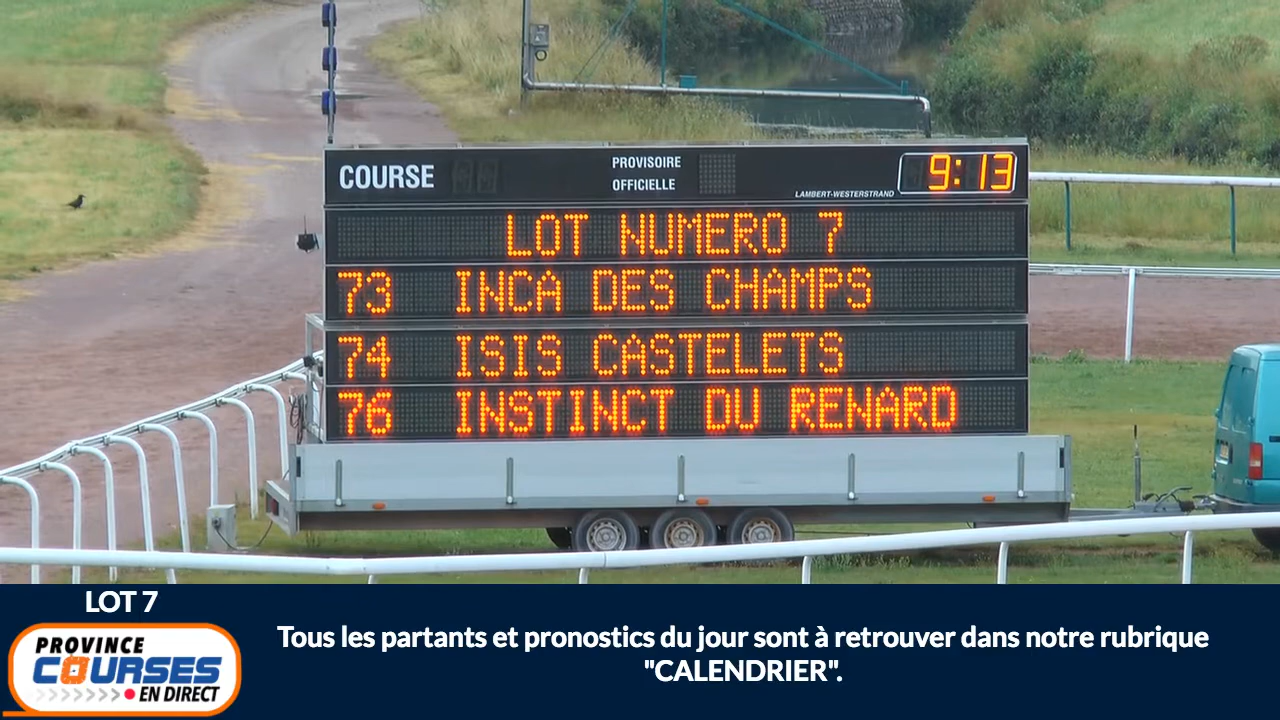 COURSE
PROVISOIRE
OFFICIELLE
LAMBERT-WESTERSTRAND
9:13
LOT NUMERO 7
73 INCA DES CHAMPS
74 ISIS CASTELETS
76 INSTINCT DU RENARD
LOT 7
PROVINCE
COURSES
EN DIRECT
Tous les partants et pronostics du jour sont à retrouver dans notre rubrique
"CALENDRIER".